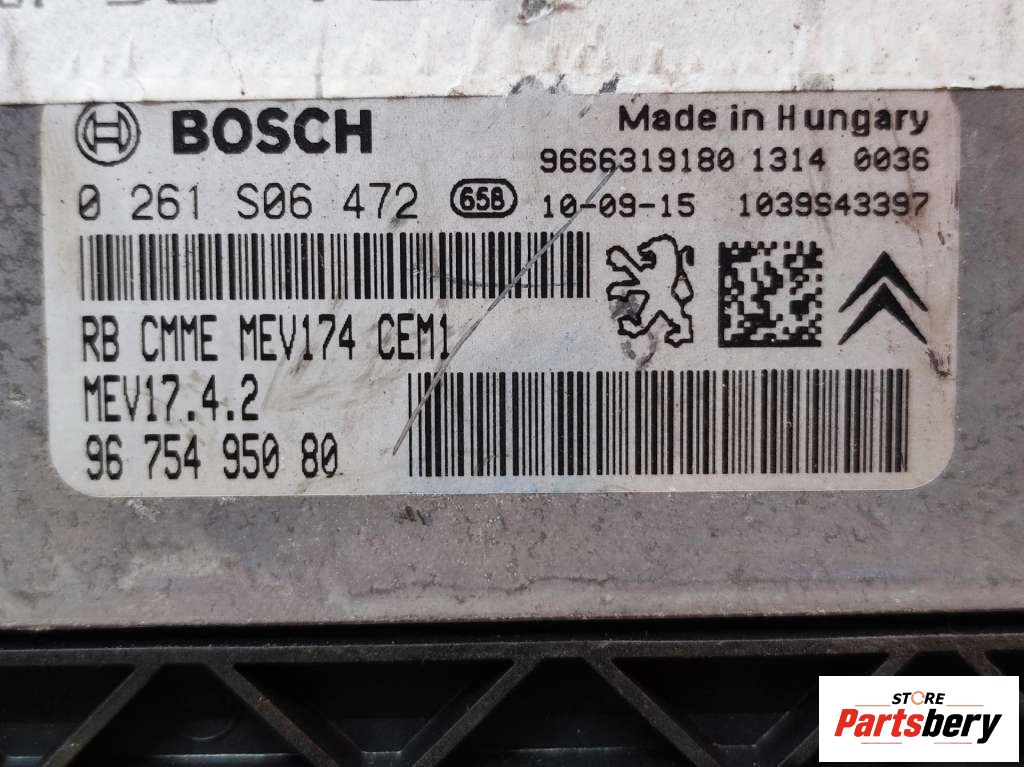 BOSCH
Made in Hungary
9666319180 1314 0036
0 261 S06 472 658 10-09-15 1039S43397
RB CMME MEV174 CEM1
MEV17.4.2
96 754 950 80
STORE
Partsbery